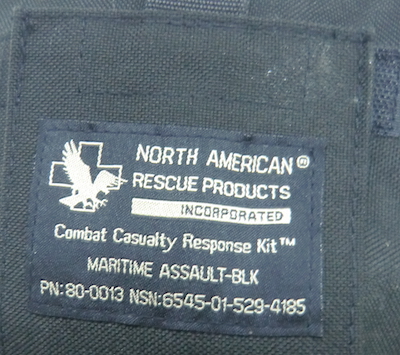 NORTH AMERICAN®
RESCUE PRODUCTS
INCORPORATED
Combat Casualty Response Kit™
MARITIME ASSAULT-BLK
PN:80-0013 NSN:6545-01-529-4185